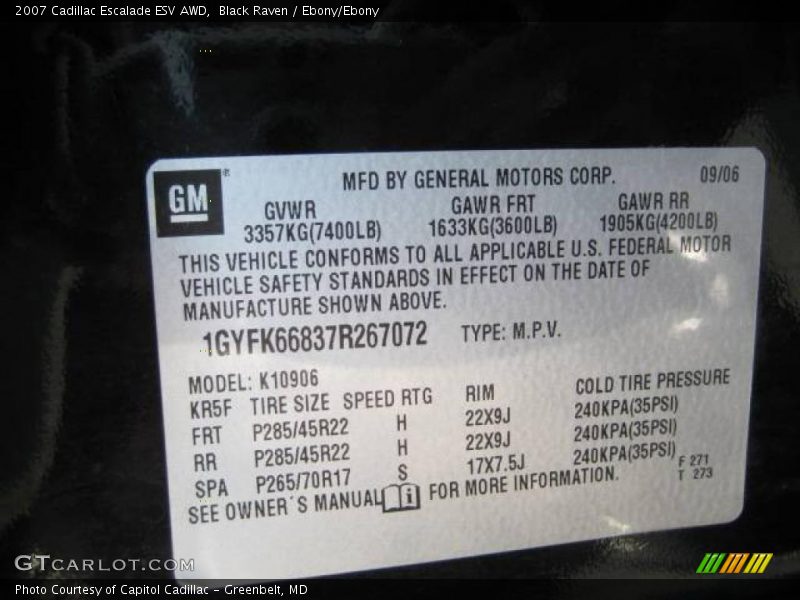 2007 Cadillac Escalade ESV AWD,  Black Raven / Ebony/Ebony
GM® MFD BY GENERAL MOTORS CORP. 09/06
GVWR GAWR FRT GAWR RR
3357KG(7400LB) 1633KG(3600LB) 1905KG(4200LB)
THIS VEHICLE CONFORMS TO ALL APPLICABLE U.S. FEDERAL MOTOR
VEHICLE SAFETY STANDARDS IN EFFECT ON THE DATE OF
MANUFACTURE SHOWN ABOVE.
1GYFK66837R267072 TYPE: M.P.V.
MODEL: K10906
KR5F TIRE SIZE SPEED RTG RIM COLD TIRE PRESSURE
FRT P285/45R22 H 22X9J 240KPA(35PSI)
RR P285/45R22 H 22X9J 240KPA(35PSI)
SPA P265/70R17 S 17X7.5J 240KPA(35PSI)
SEE OWNER´S MANUAL i FOR MORE INFORMATION.
F 271
T 273
GTCARLOT.COM
Photo Courtesy of Capitol Cadillac - Greenbelt, MD